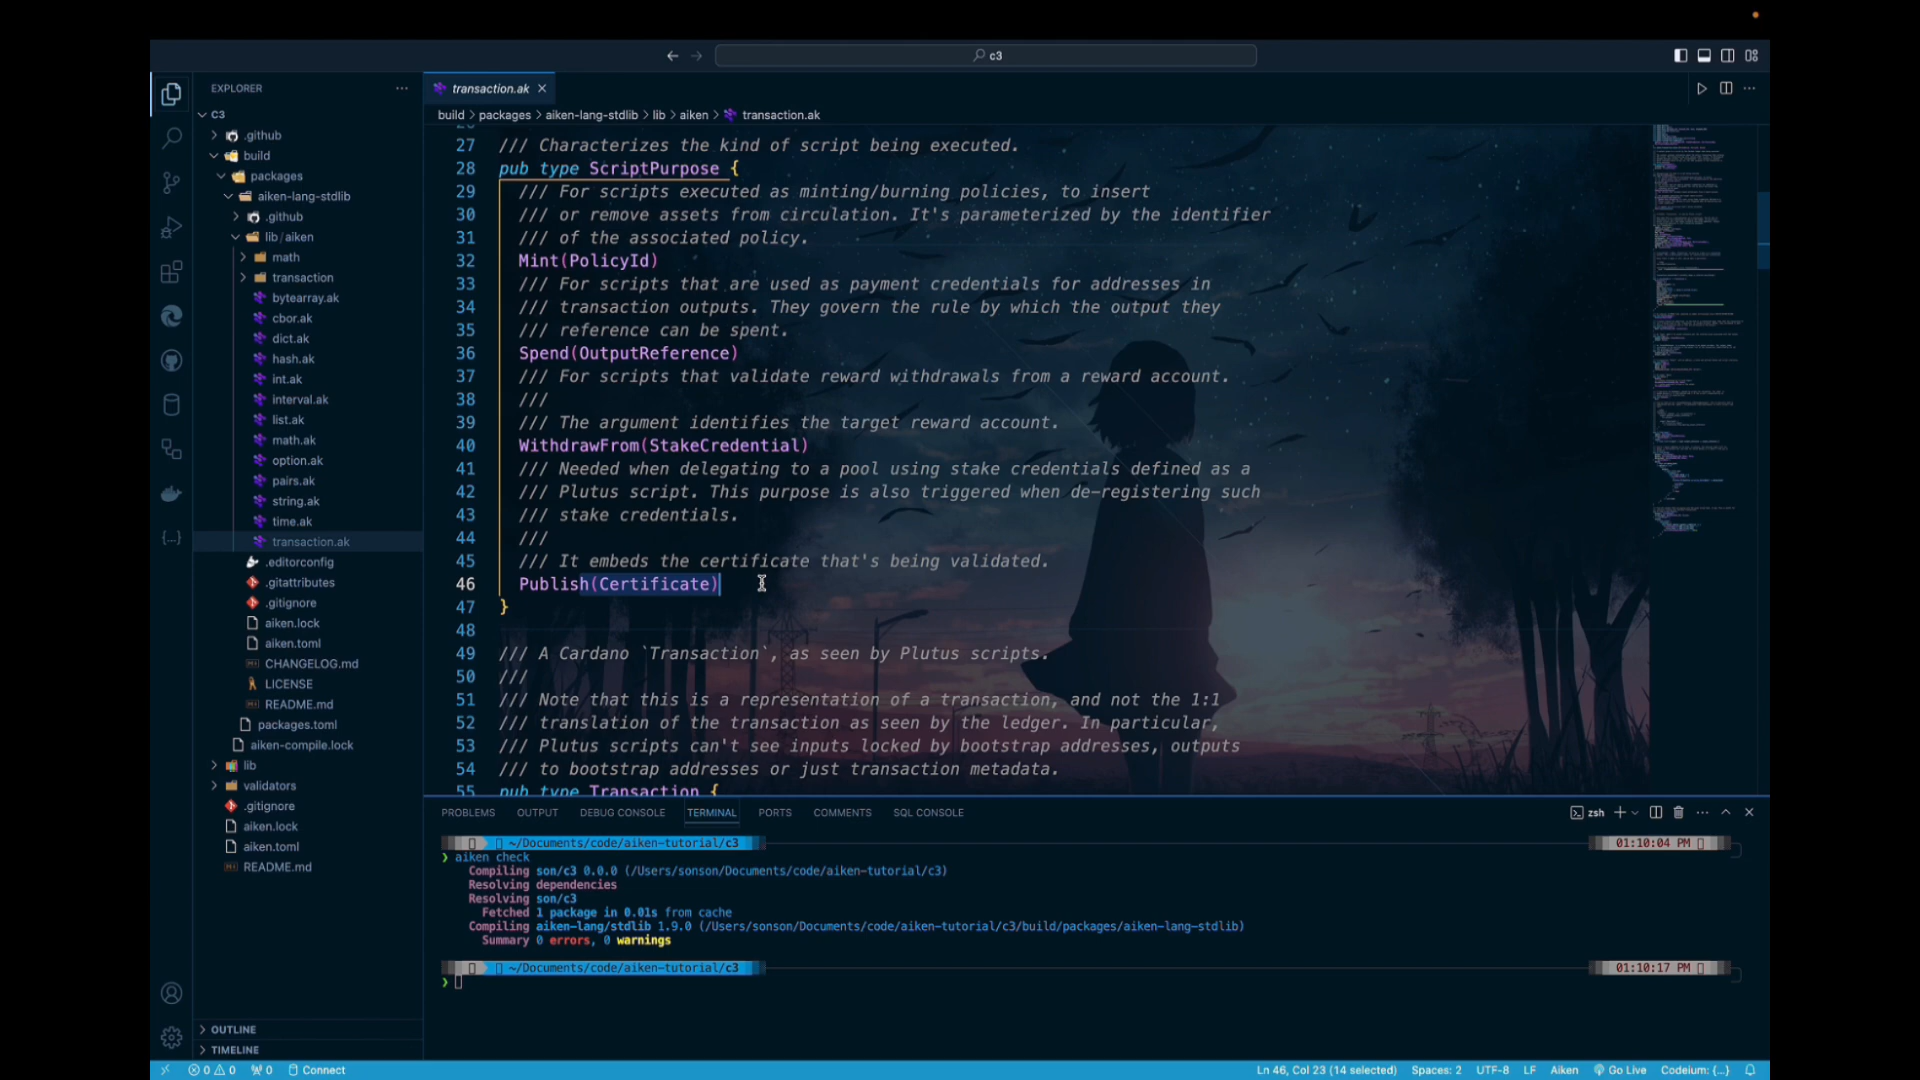 c3
EXPLORER
C3
.github
build
packages
aiken-lang-stdlib
.github
lib/aiken
math
transaction
bytearray.ak
cbor.ak
dict.ak
hash.ak
int.ak
interval.ak
list.ak
math.ak
option.ak
pairs.ak
string.ak
time.ak
transaction.ak
.editorconfig
.gitattributes
.gitignore
aiken.lock
aiken.toml
CHANGELOG.md
LICENSE
README.md
packages.toml
aiken-compile.lock
lib
validators
.gitignore
aiken.lock
aiken.toml
README.md
OUTLINE
TIMELINE
transaction.ak
build > packages > aiken-lang-stdlib > lib > aiken > transaction.ak
27 /// Characterizes the kind of script being executed.
28 pub type ScriptPurpose {
29 /// For scripts executed as minting/burning policies, to insert
30 /// or remove assets from circulation. It's parameterized by the identifier
31 /// of the associated policy.
32 Mint(PolicyId)
33 /// For scripts that are used as payment credentials for addresses in
34 /// transaction outputs. They govern the rule by which the output they
35 /// reference can be spent.
36 Spend(OutputReference)
37 /// For scripts that validate reward withdrawals from a reward account.
38 ///
39 /// The argument identifies the target reward account.
40 WithdrawFrom(StakeCredential)
41 /// Needed when delegating to a pool using stake credentials defined as a
42 /// Plutus script. This purpose is also triggered when de-registering such
43 /// stake credentials.
44 ///
45 /// It embeds the certificate that's being validated.
46 Publish(Certificate)
47 }
48
49 /// A Cardano `Transaction`, as seen by Plutus scripts.
50 ///
51 /// Note that this is a representation of a transaction, and not the 1:1
52 /// translation of the transaction as seen by the ledger. In particular,
53 /// Plutus scripts can't see inputs locked by bootstrap addresses, outputs
54 /// to bootstrap addresses or just transaction metadata.
55 pub type Transaction {
PROBLEMS OUTPUT DEBUG CONSOLE TERMINAL PORTS COMMENTS SQL CONSOLE
zsh
~/Documents/code/aiken-tutorial/c3 01:10:04 PM
❯ aiken check
Compiling son/c3 0.0.0 (/Users/sonson/Documents/code/aiken-tutorial/c3)
Resolving dependencies
Resolving son/c3
Fetched 1 package in 0.01s from cache
Compiling aiken-lang/stdlib 1.9.0 (/Users/sonson/Documents/code/aiken-tutorial/c3/build/packages/aiken-lang-stdlib)
Summary 0 errors, 0 warnings
~/Documents/code/aiken-tutorial/c3 01:10:17 PM
❯
0 0 0 Connect Ln 46, Col 23 (14 selected) Spaces: 2 UTF-8 LF Aiken Go Live Codeium: {...}